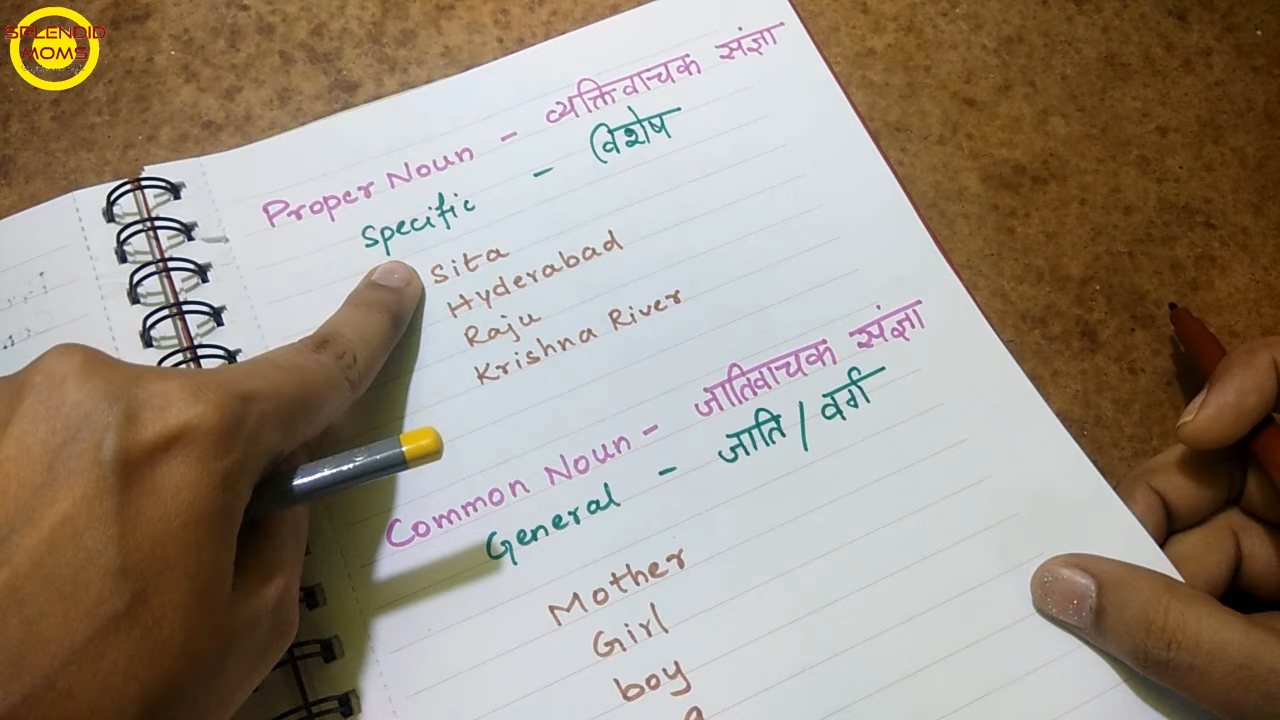 SPLENDID
MOMS
Proper Noun - व्यक्तिवाचक संज्ञा
Specific - विशेष
Sita
Hyderabad
Raju
Krishna River
Common Noun - जातिवाचक संज्ञा
General - जाति / वर्ग
Mother
Girl
boy